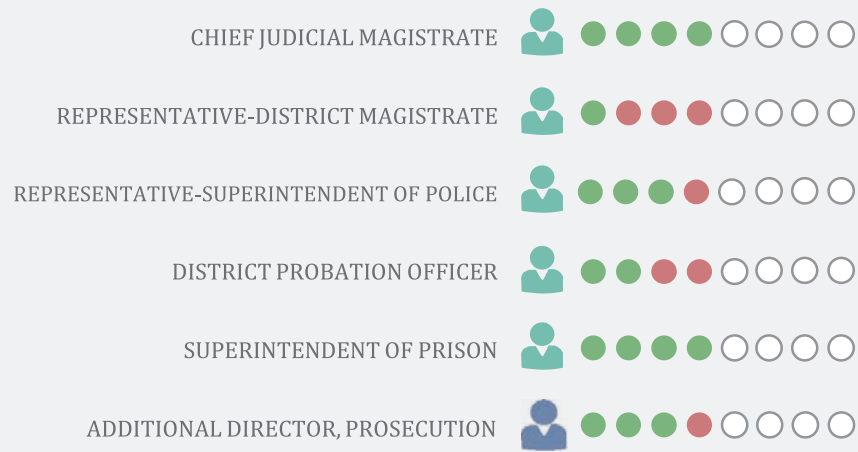 CHIEF JUDICIAL MAGISTRATE
REPRESENTATIVE-DISTRICT MAGISTRATE
REPRESENTATIVE-SUPERINTENDENT OF POLICE
DISTRICT PROBATION OFFICER
SUPERINTENDENT OF PRISON
ADDITIONAL DIRECTOR, PROSECUTION